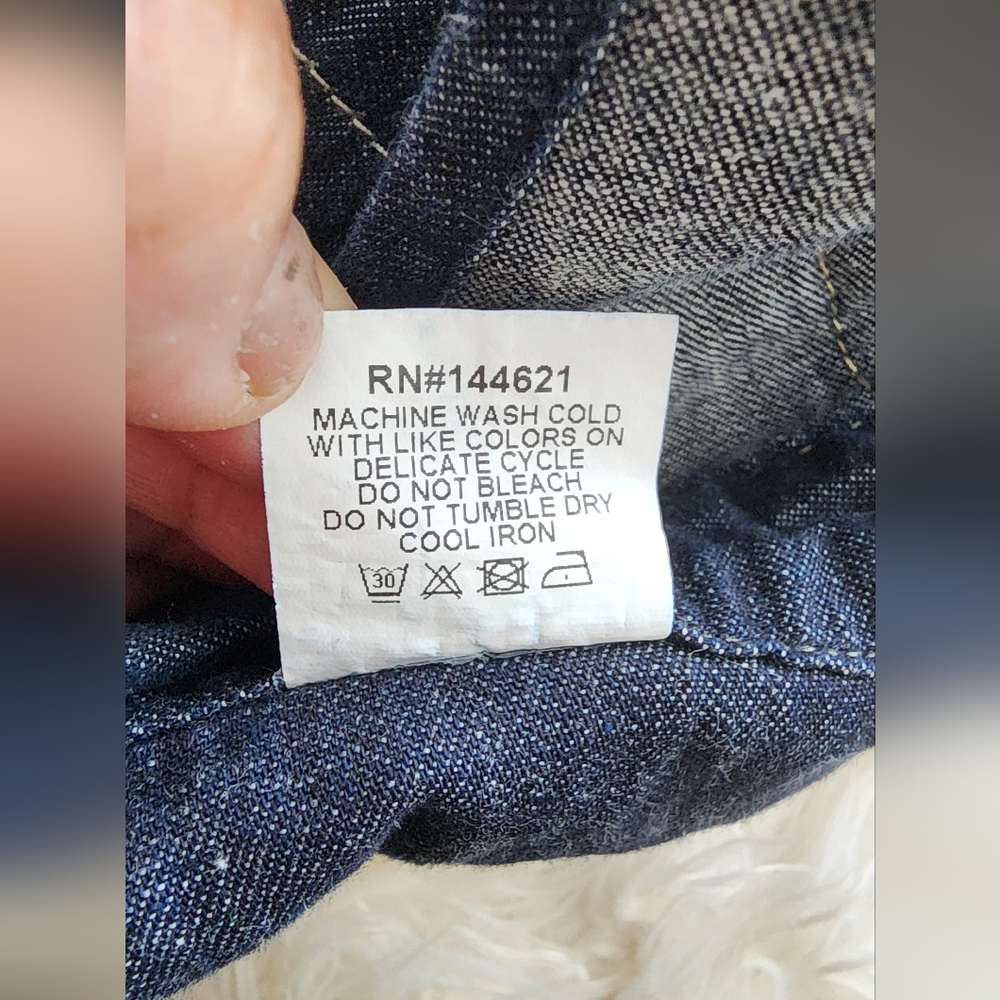 RN#144621
MACHINE WASH COLD
WITH LIKE COLORS ON
DELICATE CYCLE
DO NOT BLEACH
DO NOT TUMBLE DRY
COOL IRON
30